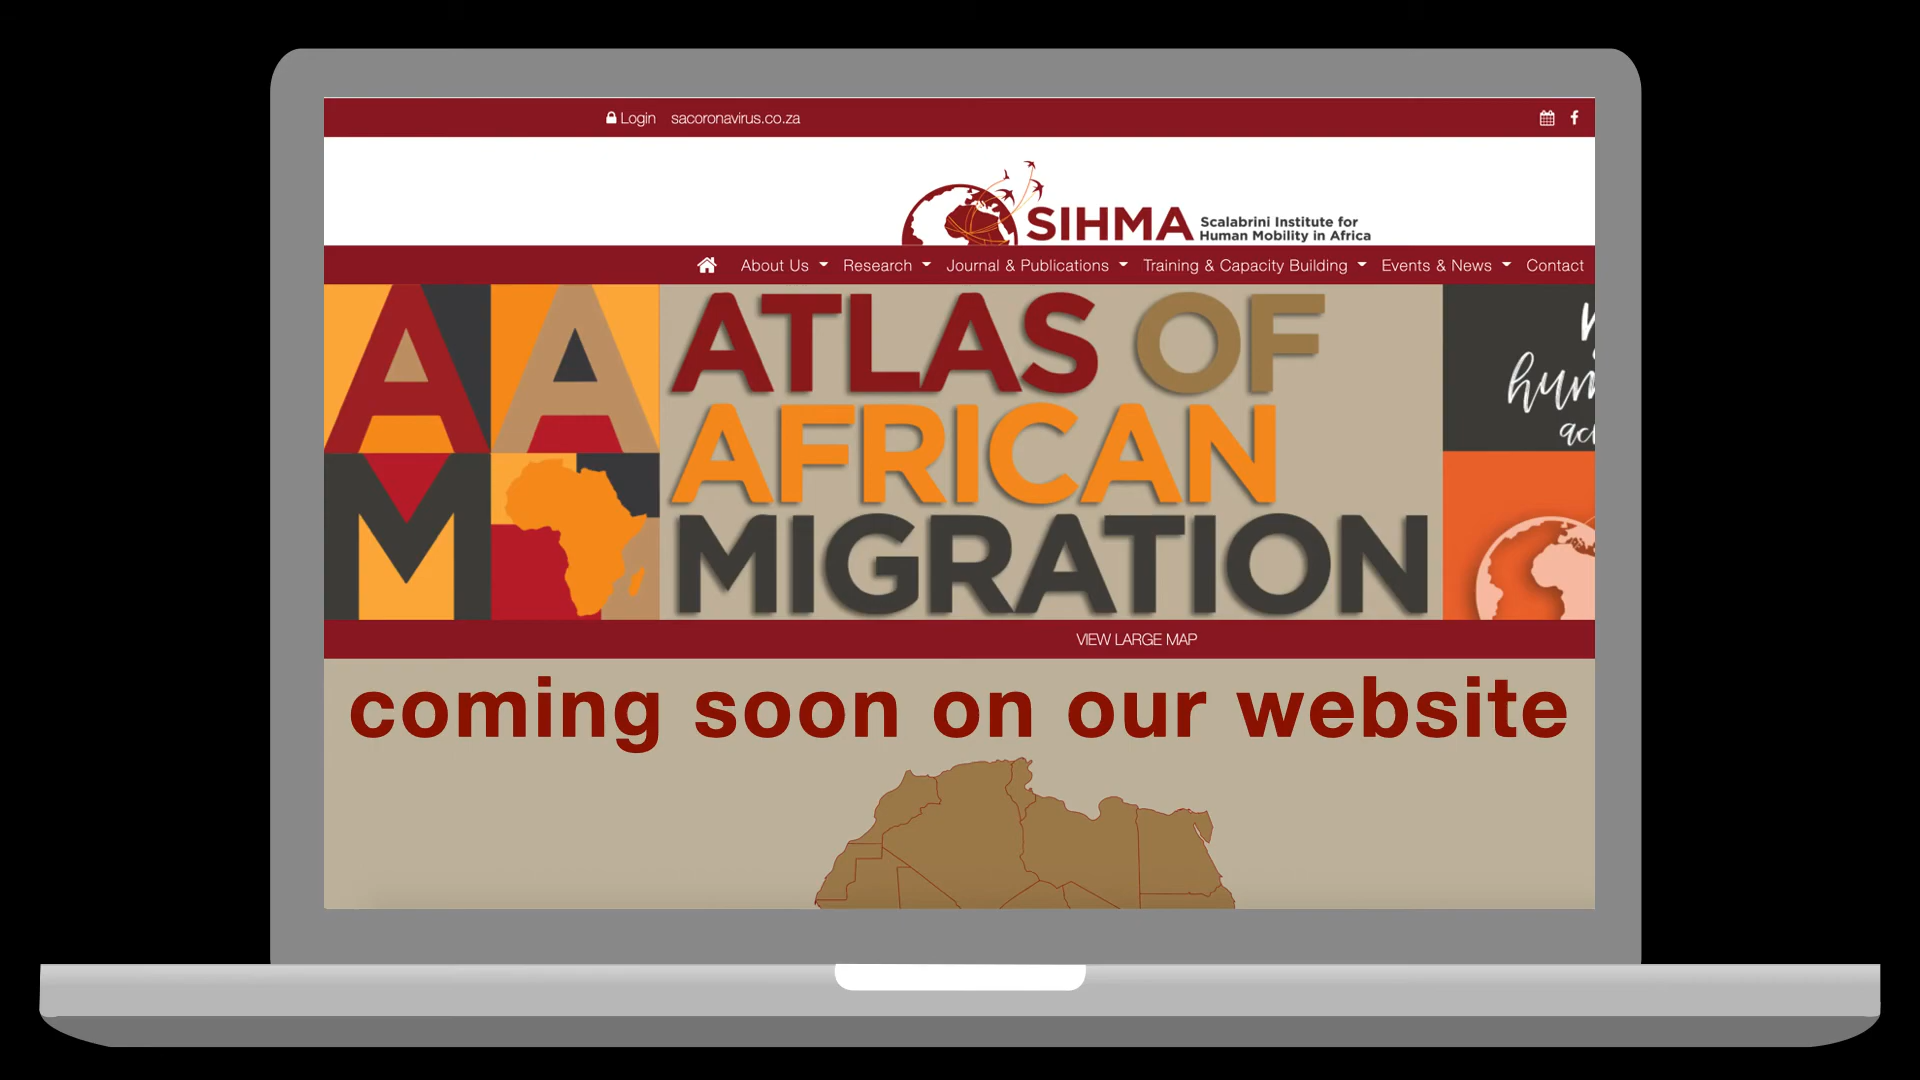 Login sacoronavirus.co.za
SIHMA
Scalabrini Institute for
Human Mobility in Africa
About Us Research Journal & Publications Training & Capacity Building Events & News Contact
A A
M
ATLAS OF
AFRICAN
MIGRATION
VIEW LARGE MAP
coming soon on our website